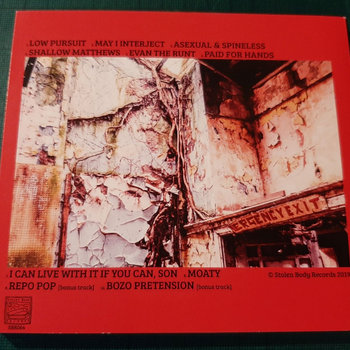 .LOW PURSUIT .MAY I INTERJECT .ASEXUAL & SPINELESS
.SHALLOW MATTHEWS .EVAN THE RUNT .PAID FOR HANDS
ERGENCY EXIT
.I CAN LIVE WITH IT IF YOU CAN, SON .MOATY
© Stolen Body Records 2019
.REPO POP [bonus track] .BOZO PRETENSION [bonus track]